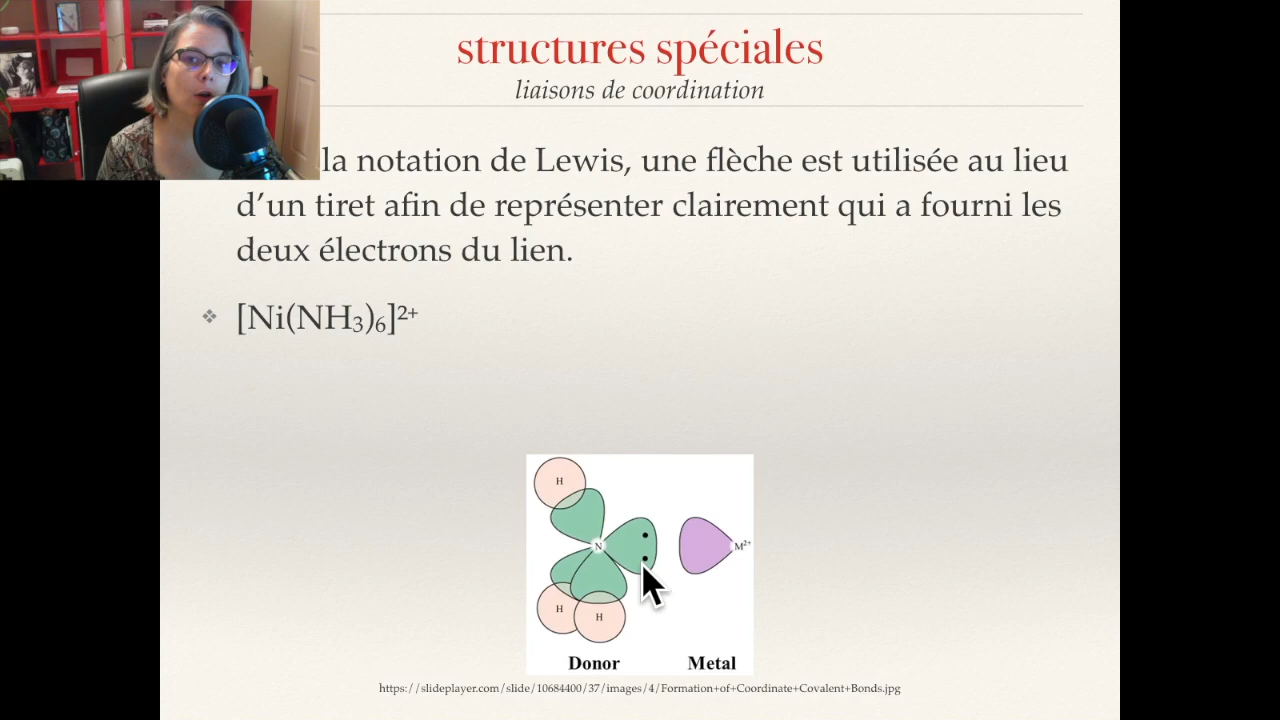 structures spéciales
liaisons de coordination
la notation de Lewis, une flèche est utilisée au lieu
d’un tiret afin de représenter clairement qui a fourni les
deux électrons du lien.
❖ [Ni(NH₃)₆]²⁺
H
N
M²⁺
H
H
Donor Metal
https://slideplayer.com/slide/10684400/37/images/4/Formation+of+Coordinate+Covalent+Bonds.jpg